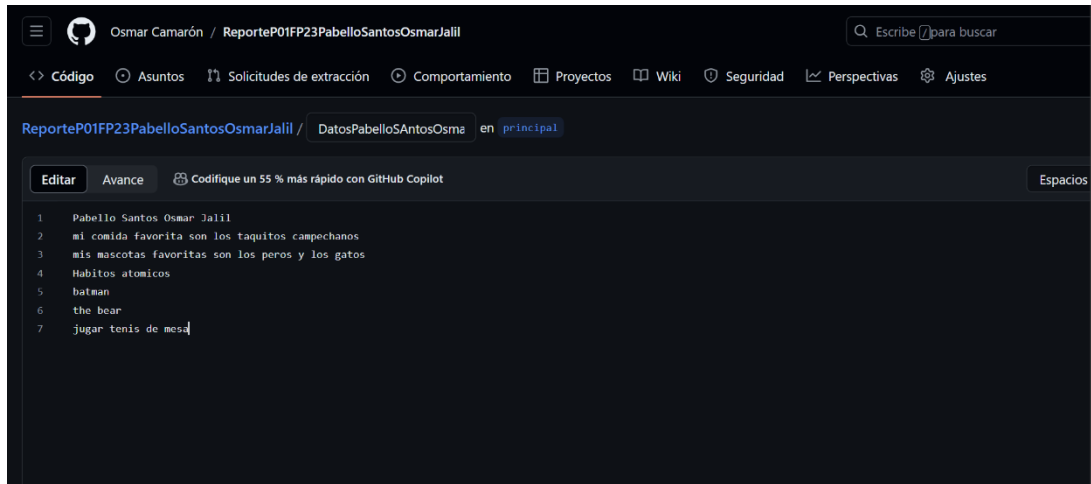 Osmar Camarón / ReporteP01FP23PabelloSantosOsmarJalil
Escribe / para buscar
<> Código Asuntos Solicitudes de extracción Comportamiento Proyectos Wiki Seguridad Perspectivas Ajustes
ReporteP01FP23PabelloSantosOsmarJalil / DatosPabelloSAntosOsma en principal
Editar Avance Codifique un 55 % más rápido con GitHub Copilot Espacios
1 Pabello Santos Osmar Jalil
2 mi comida favorita son los taquitos campechanos
3 mis mascotas favoritas son los peros y los gatos
4 Habitos atomicos
5 batman
6 the bear
7 jugar tenis de mesa